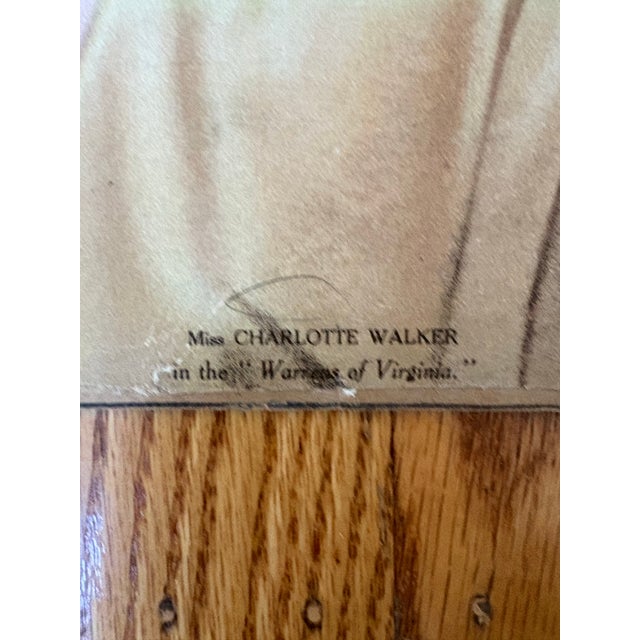 Miss CHARLOTTE WALKER
in the "Warrens of Virginia."